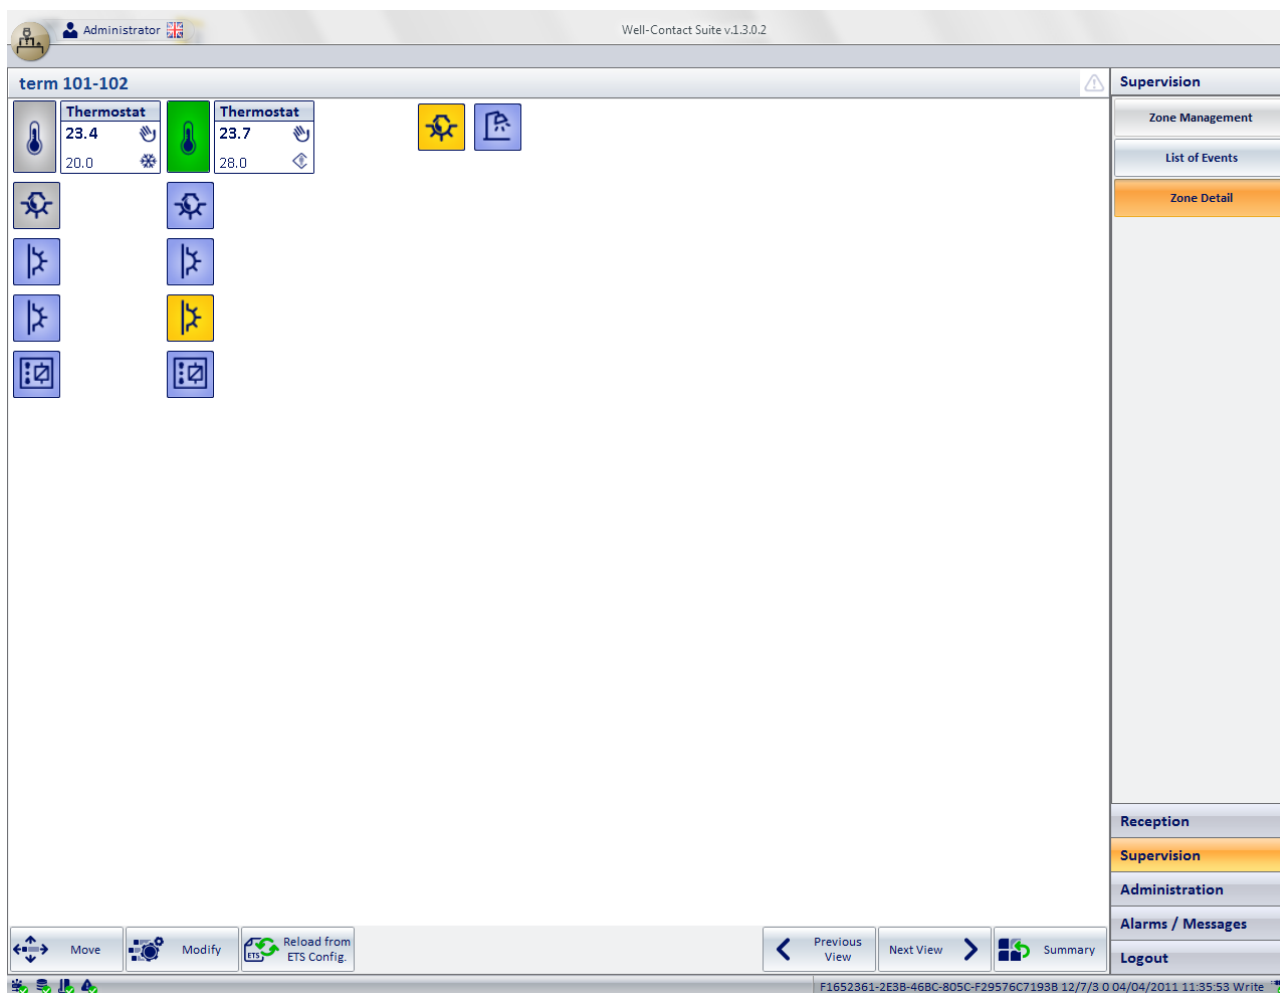 Administrator
Well-Contact Suite v.1.3.0.2
term 101-102
Supervision
Thermostat
23.4
20.0
Thermostat
23.7
28.0
Zone Management
List of Events
Zone Detail
Reception
Supervision
Administration
Alarms / Messages
Logout
Move
Modify
ETS
Reload from
ETS Config.
Previous
View
Next View
Summary
F1652361-2E3B-46BC-805C-F29576C7193B 12/7/3 0 04/04/2011 11:35:53 Write